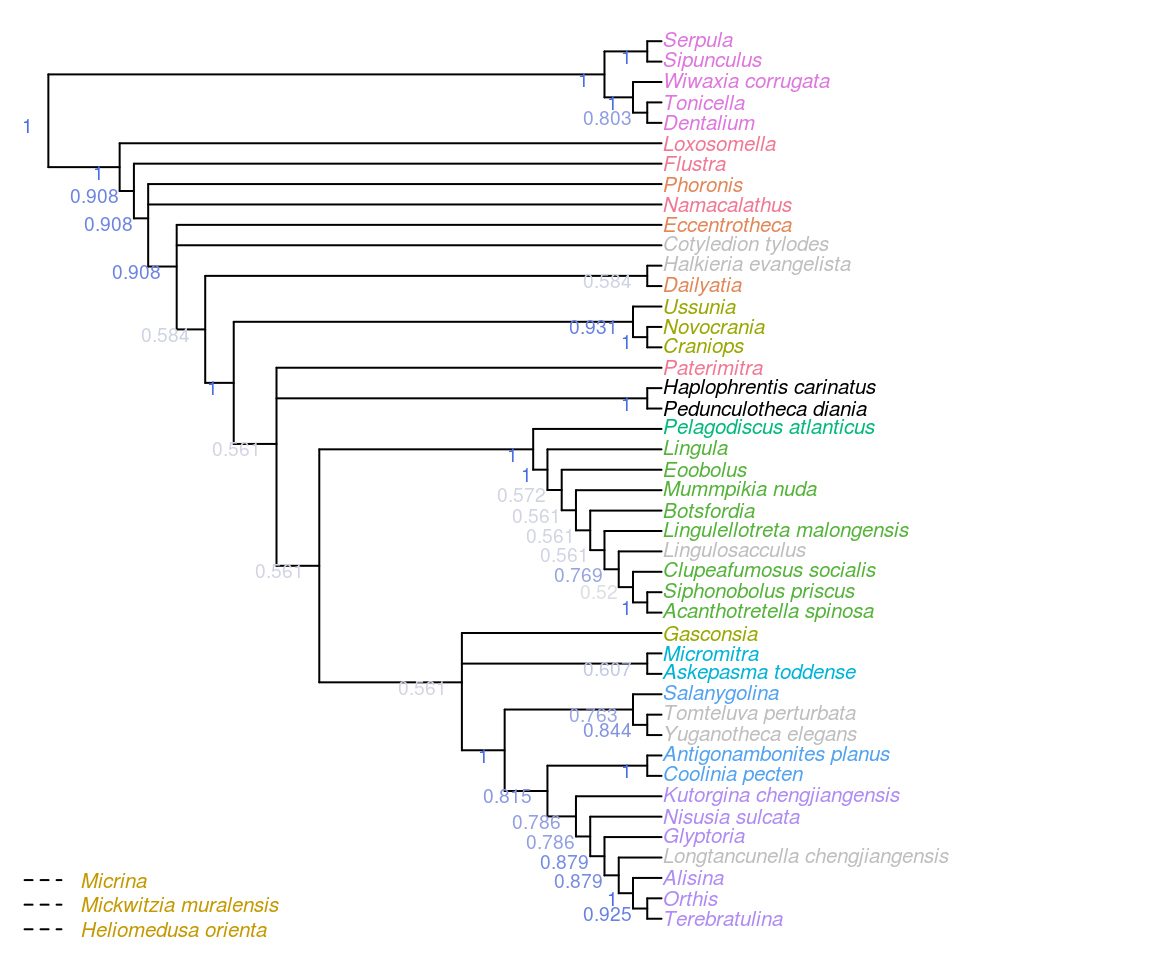 Serpula
1
Sipunculus
1
Wiwaxia corrugata
1
Tonicella
0.803
Dentalium
1
Loxosomella
Flustra
1
Phoronis
0.908
Namacalathus
0.908
Eccentrotheca
Cotyledion tylodes
Halkieria evangelista
0.908
0.584
Dailyatia
Ussunia
0.931
Novocrania
0.584
1
Craniops
Paterimitra
1
Haplophrentis carinatus
1
Pedunculotheca diania
Pelagodiscus atlanticus
0.561
1
Lingula
1
Eoobolus
0.572
Mummpikia nuda
0.561
Botsfordia
0.561
Lingulellotreta malongensis
0.561
Lingulosacculus
0.561
0.769
Clupeafumosus socialis
0.52
Siphonobolus priscus
1
Acanthotretella spinosa
Gasconsia
Micromitra
0.607
Askepasma toddense
0.561
Salanygolina
0.763
Tomteluva perturbata
0.844
Yuganotheca elegans
1
Antigonambonites planus
1
Coolinia pecten
0.815
Kutorgina chengjiangensis
0.786
Nisusia sulcata
0.786
Glyptoria
0.879
Longtancunella chengjiangensis
0.879
Alisina
1
Orthis
0.925
Terebratulina
Micrina
Mickwitzia muralensis
Heliomedusa orienta